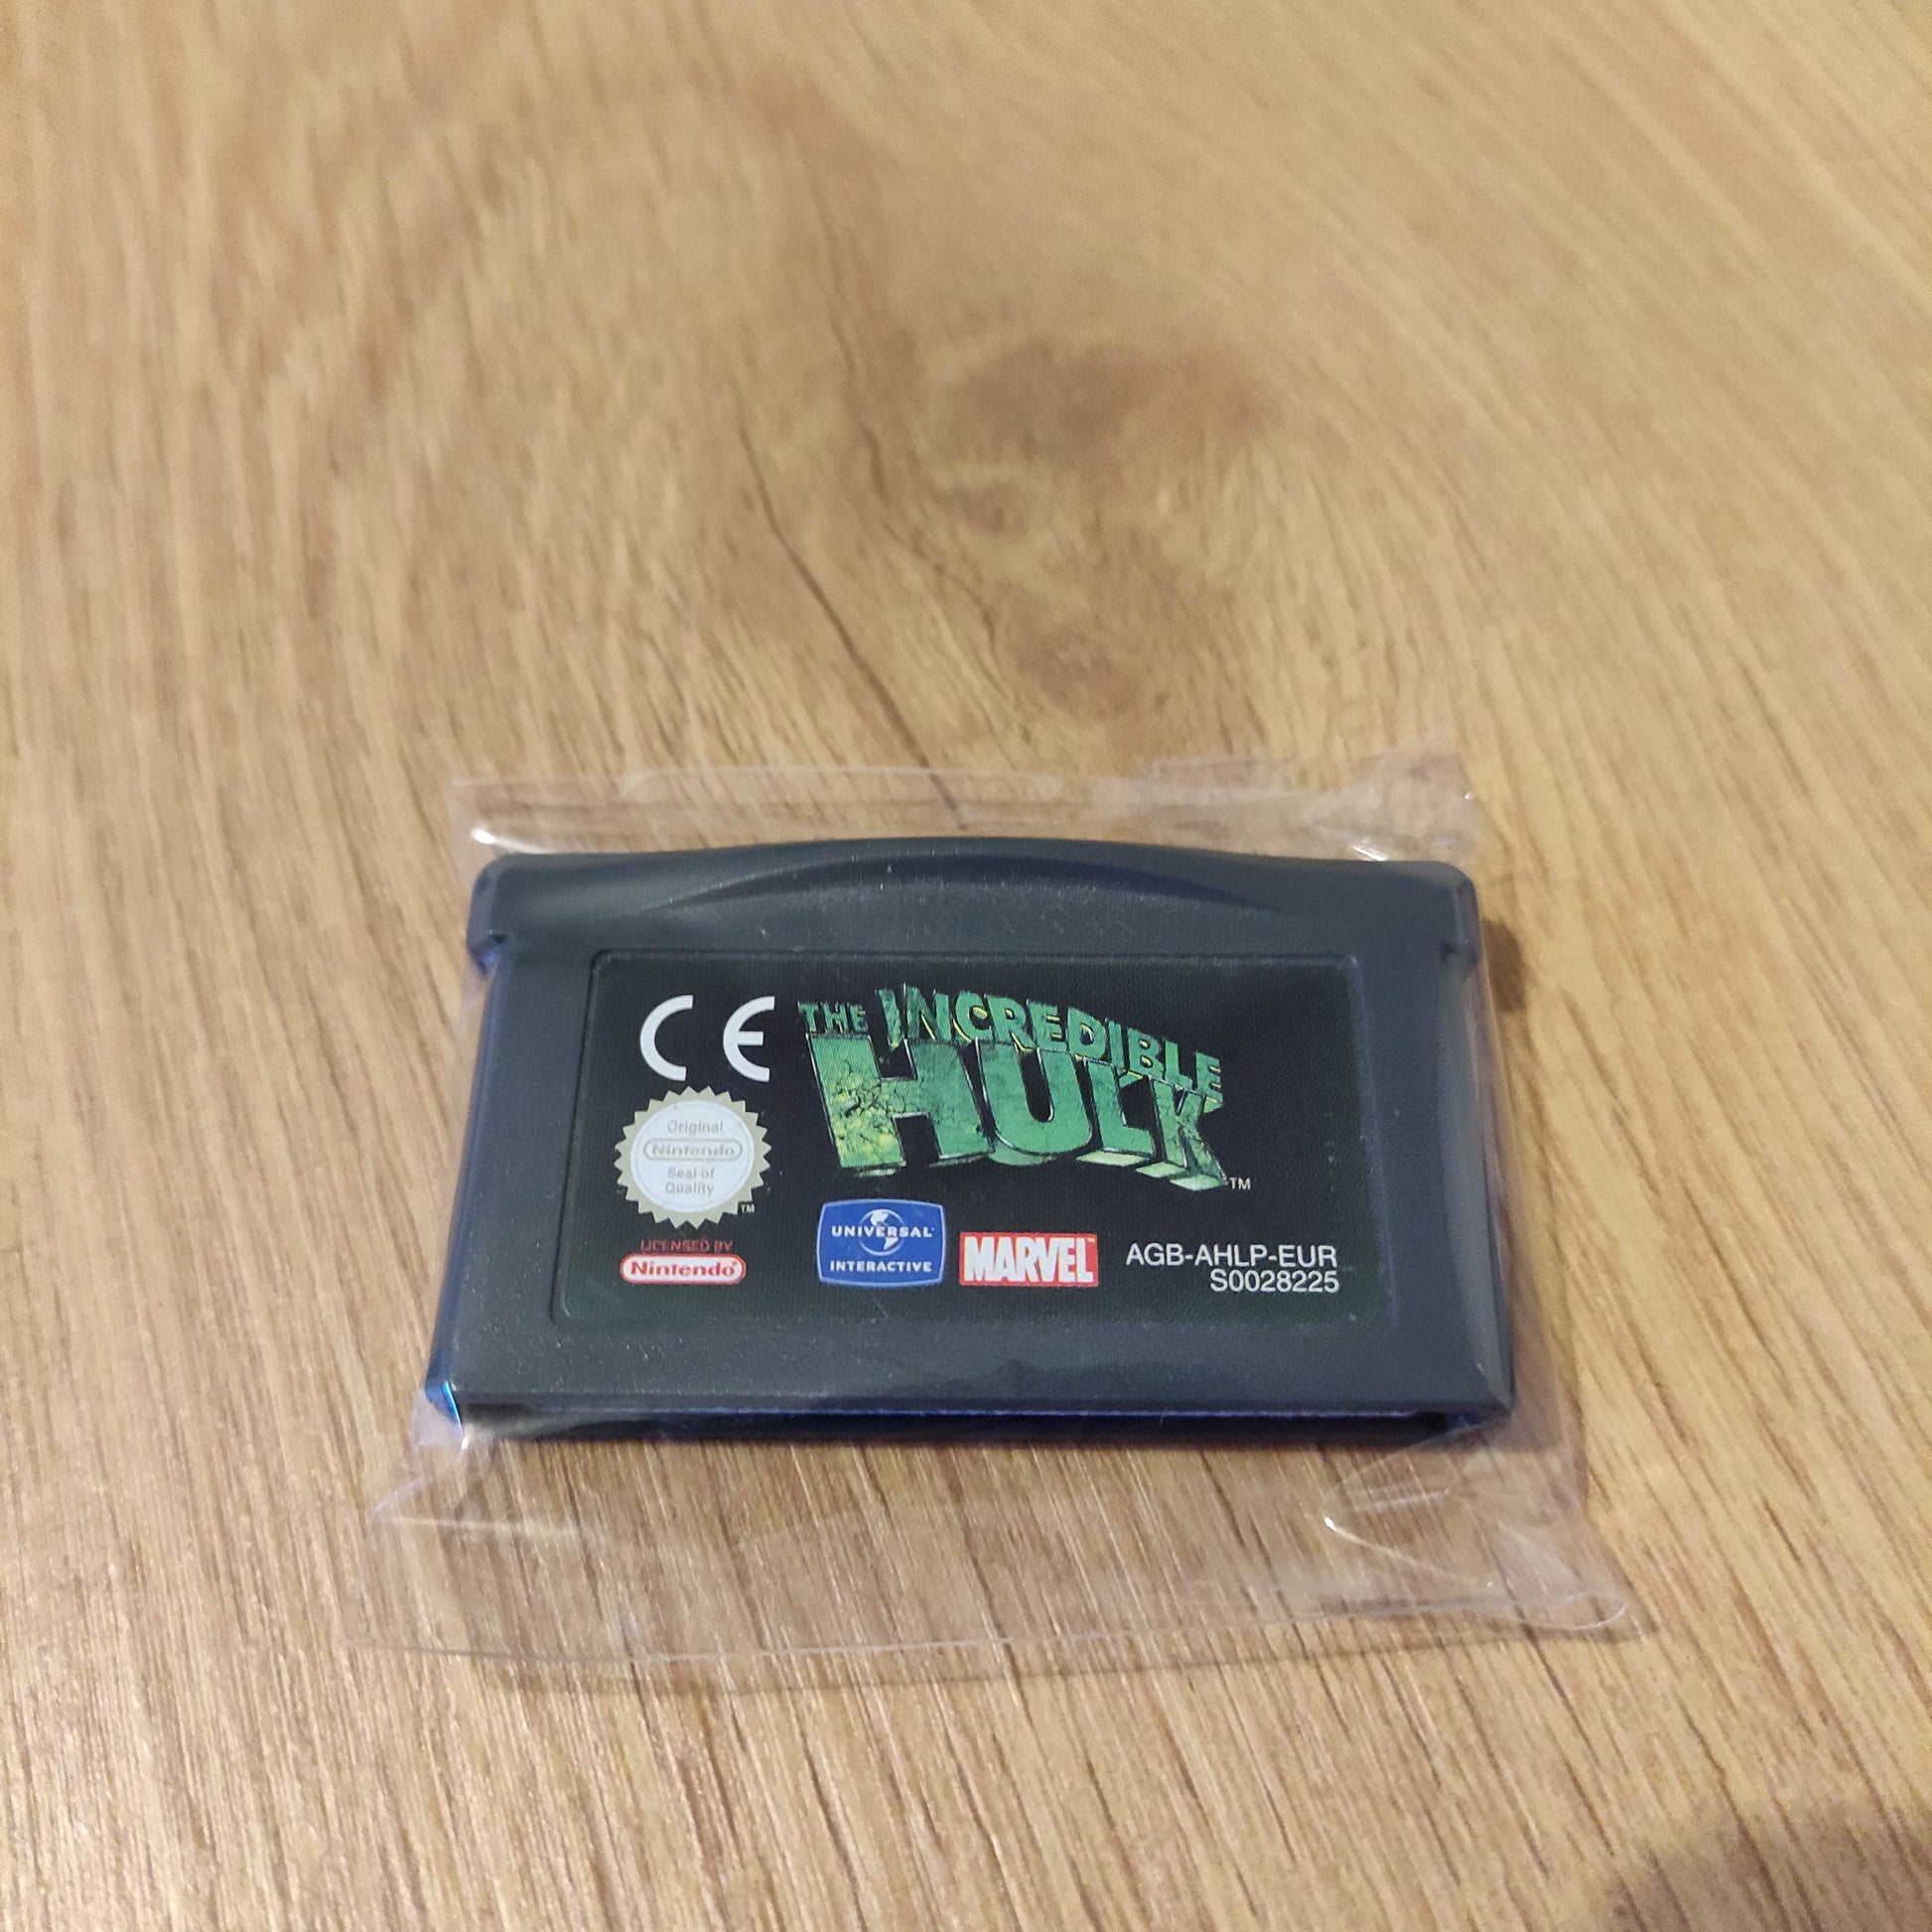 CE
THE INCREDIBLE
HULK
TM
Original
Nintendo
Seal of
Quality
TM
LICENSED BY
Nintendo®
UNIVERSAL
INTERACTIVE
MARVEL
AGB-AHLP-EUR
S0028225